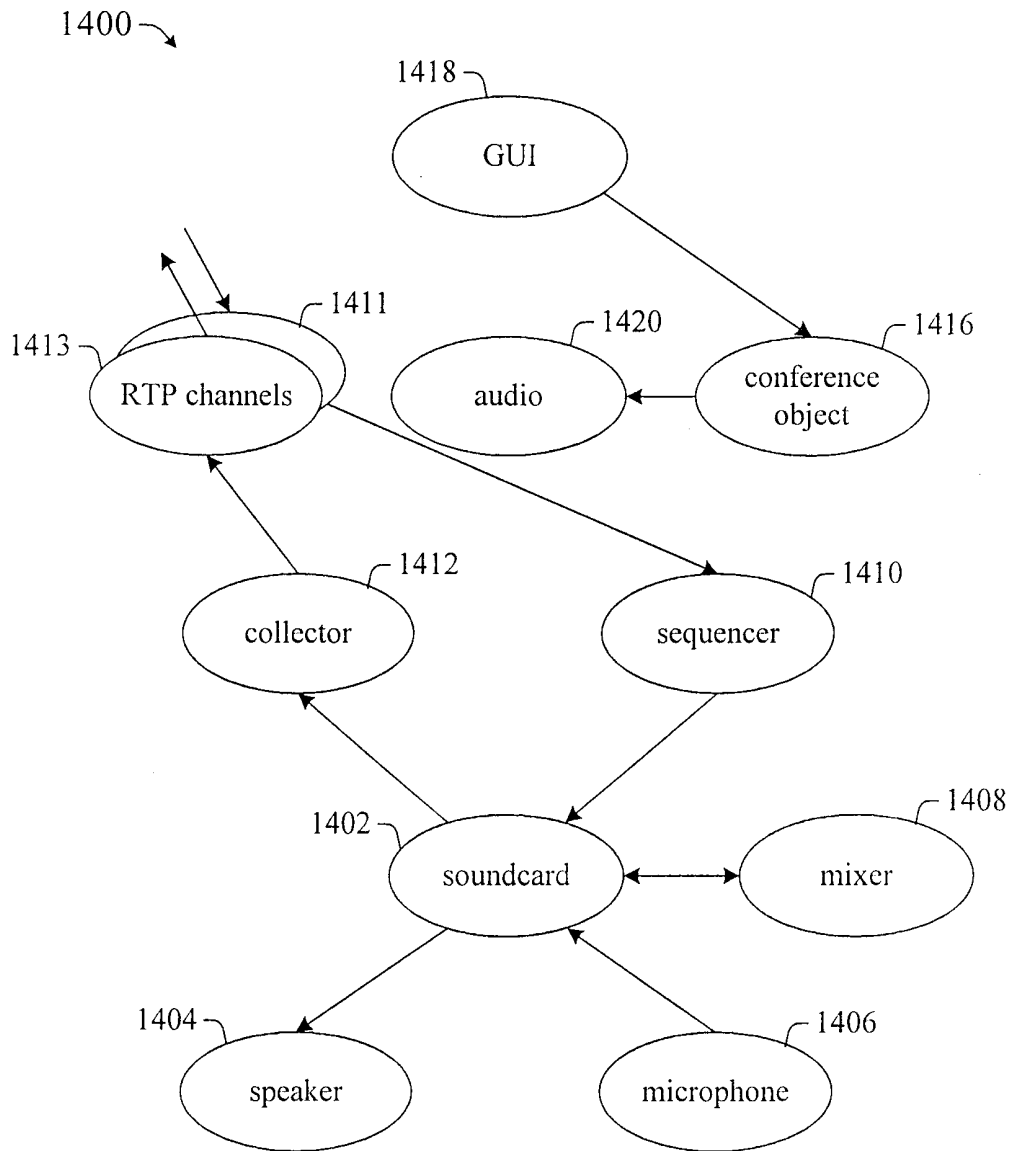 1400
1418
GUI
1411
1413
RTP channels
1420
audio
1416
conference
object
1412
collector
1410
sequencer
1402
soundcard
1408
mixer
1404
speaker
1406
microphone